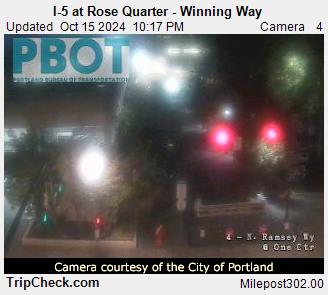 I-5 at Rose Quarter - Winning Way
Updated Oct 15 2024 10:17 PM Camera 4
PBOT
PORTLAND BUREAU OF TRANSPORTATION
4 - N. Ramsey Wy
@ One Ctr
Camera courtesy of the City of Portland
TripCheck.com Milepost302.00